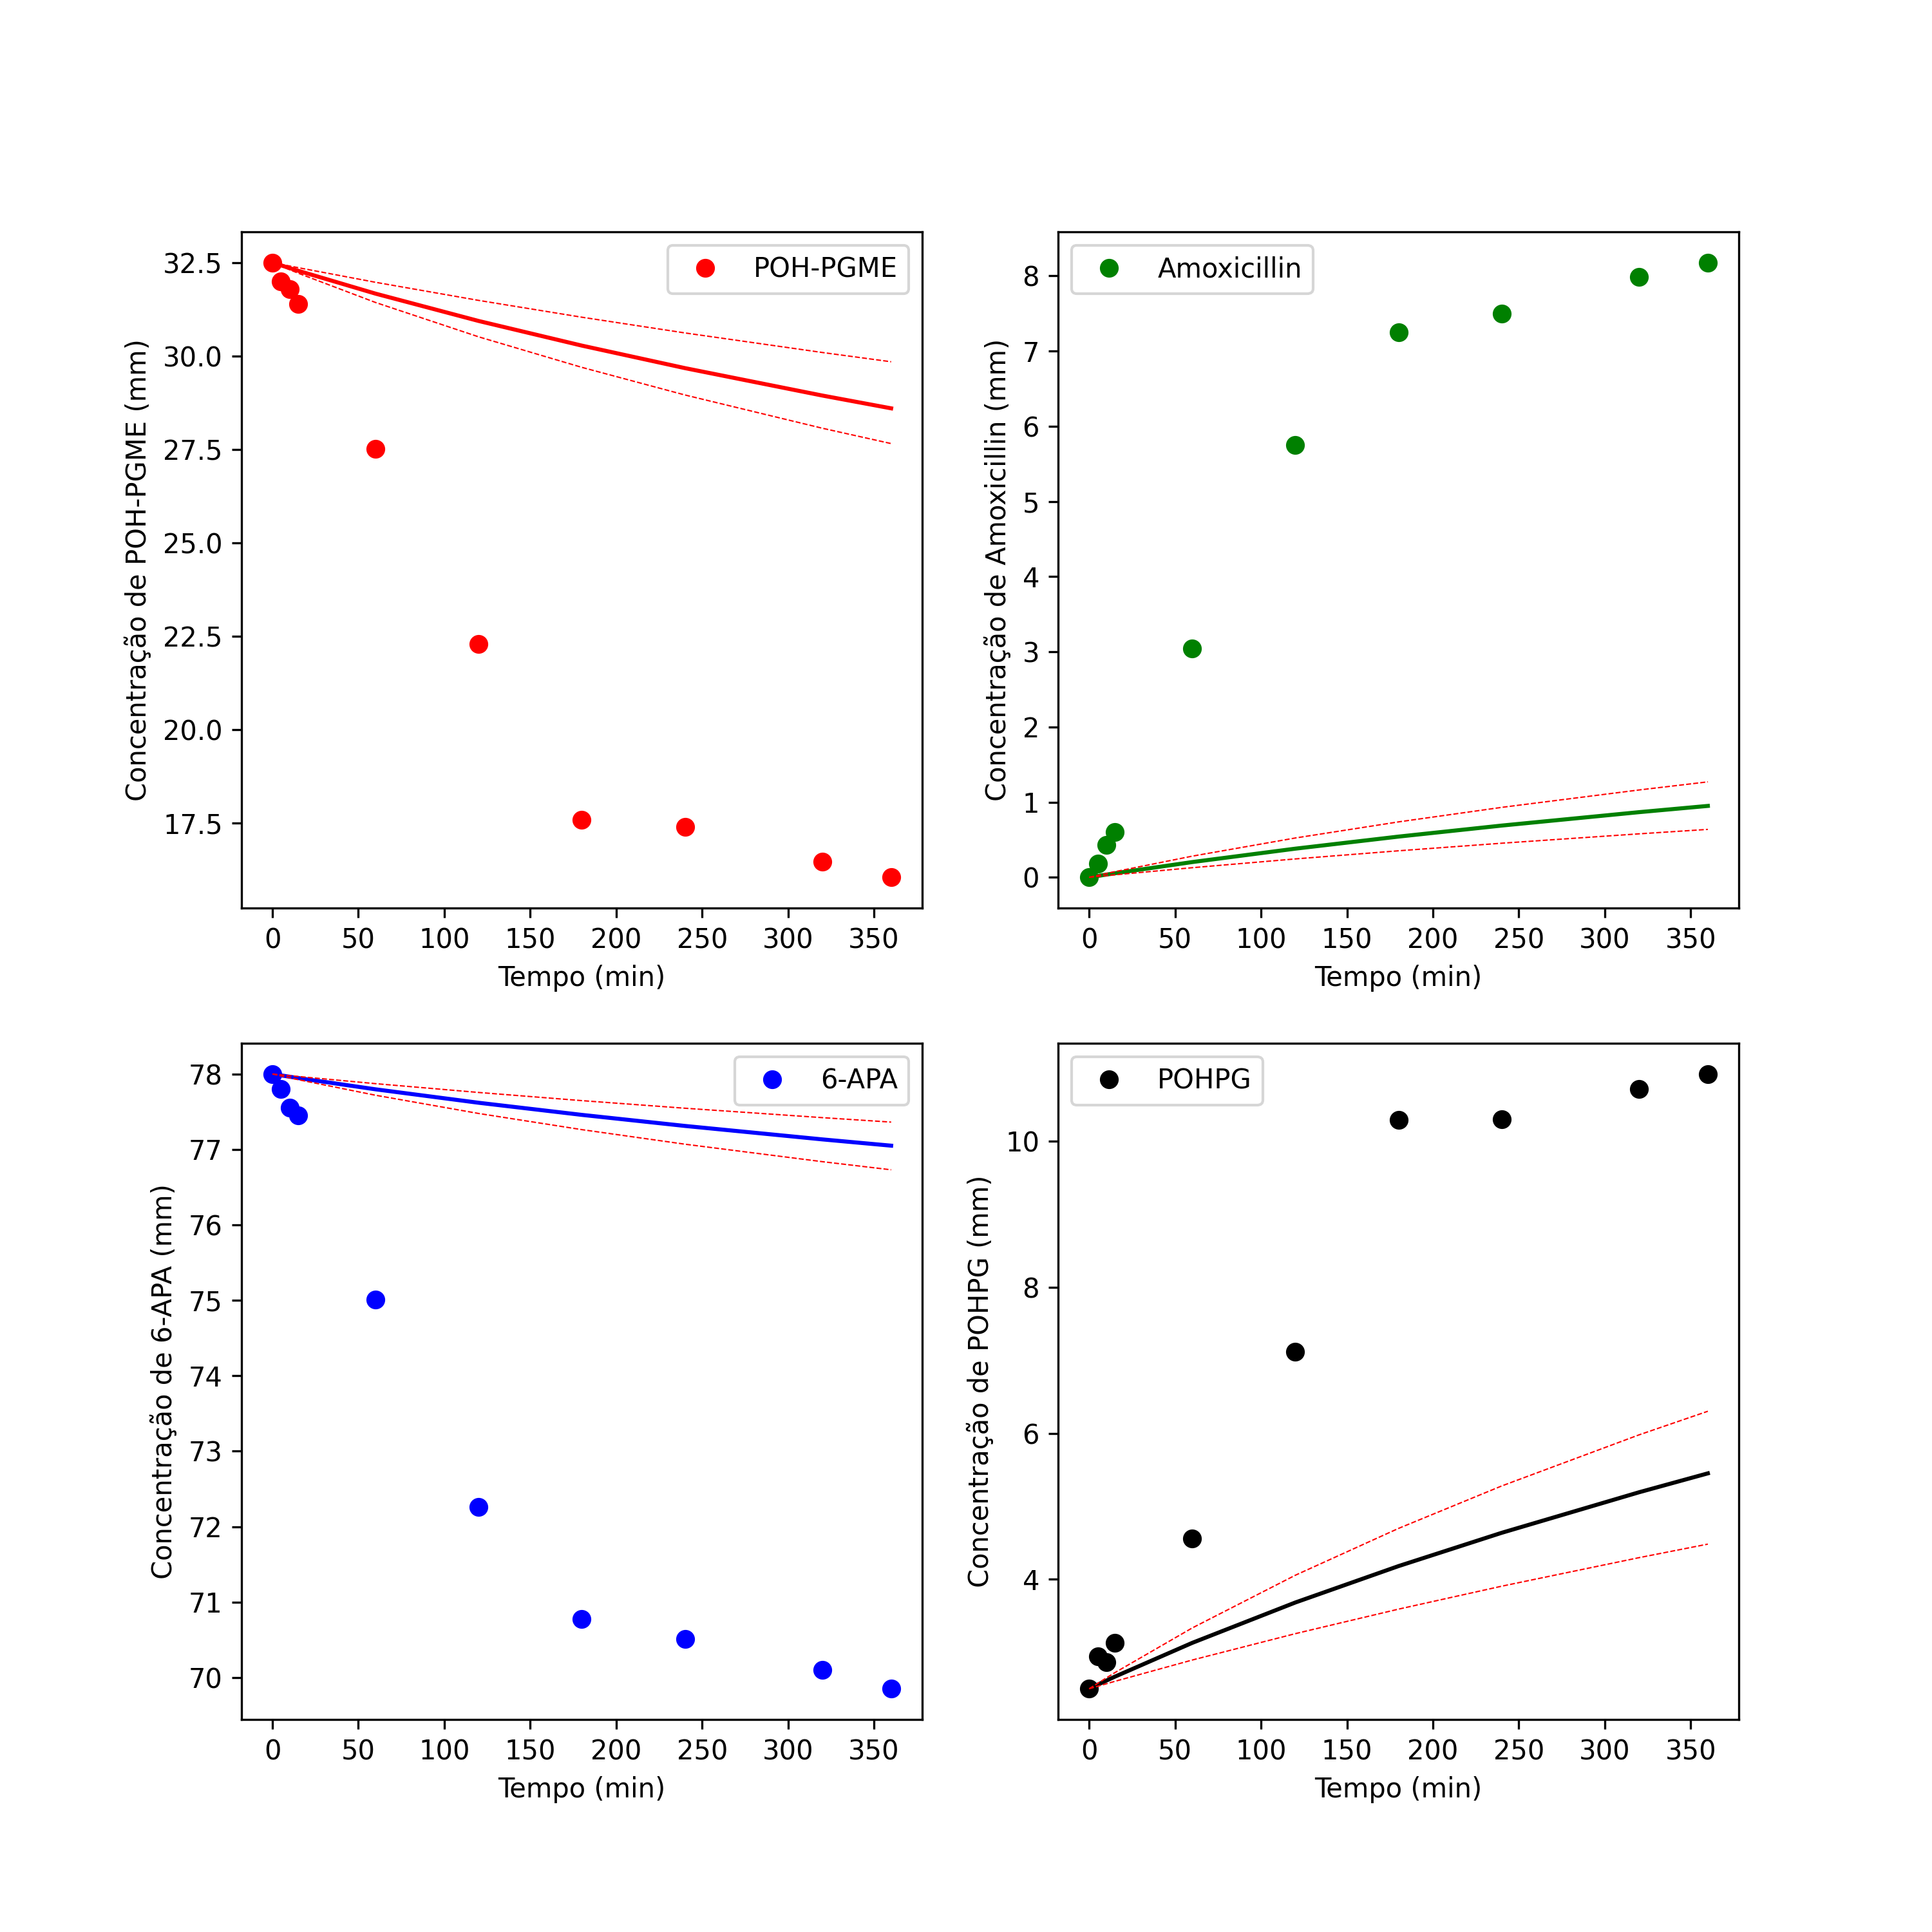 POH-PGME
Concentração de POH-PGME (mm)
32.5
30.0
27.5
25.0
22.5
20.0
17.5
0 50 100 150 200 250 300 350
Tempo (min)
Amoxicillin
Concentração de Amoxicillin (mm)
8
7
6
5
4
3
2
1
0
0 50 100 150 200 250 300 350
Tempo (min)
6-APA
Concentração de 6-APA (mm)
78
77
76
75
74
73
72
71
70
0 50 100 150 200 250 300 350
Tempo (min)
POHPG
Concentração de POHPG (mm)
10
8
6
4
0 50 100 150 200 250 300 350
Tempo (min)